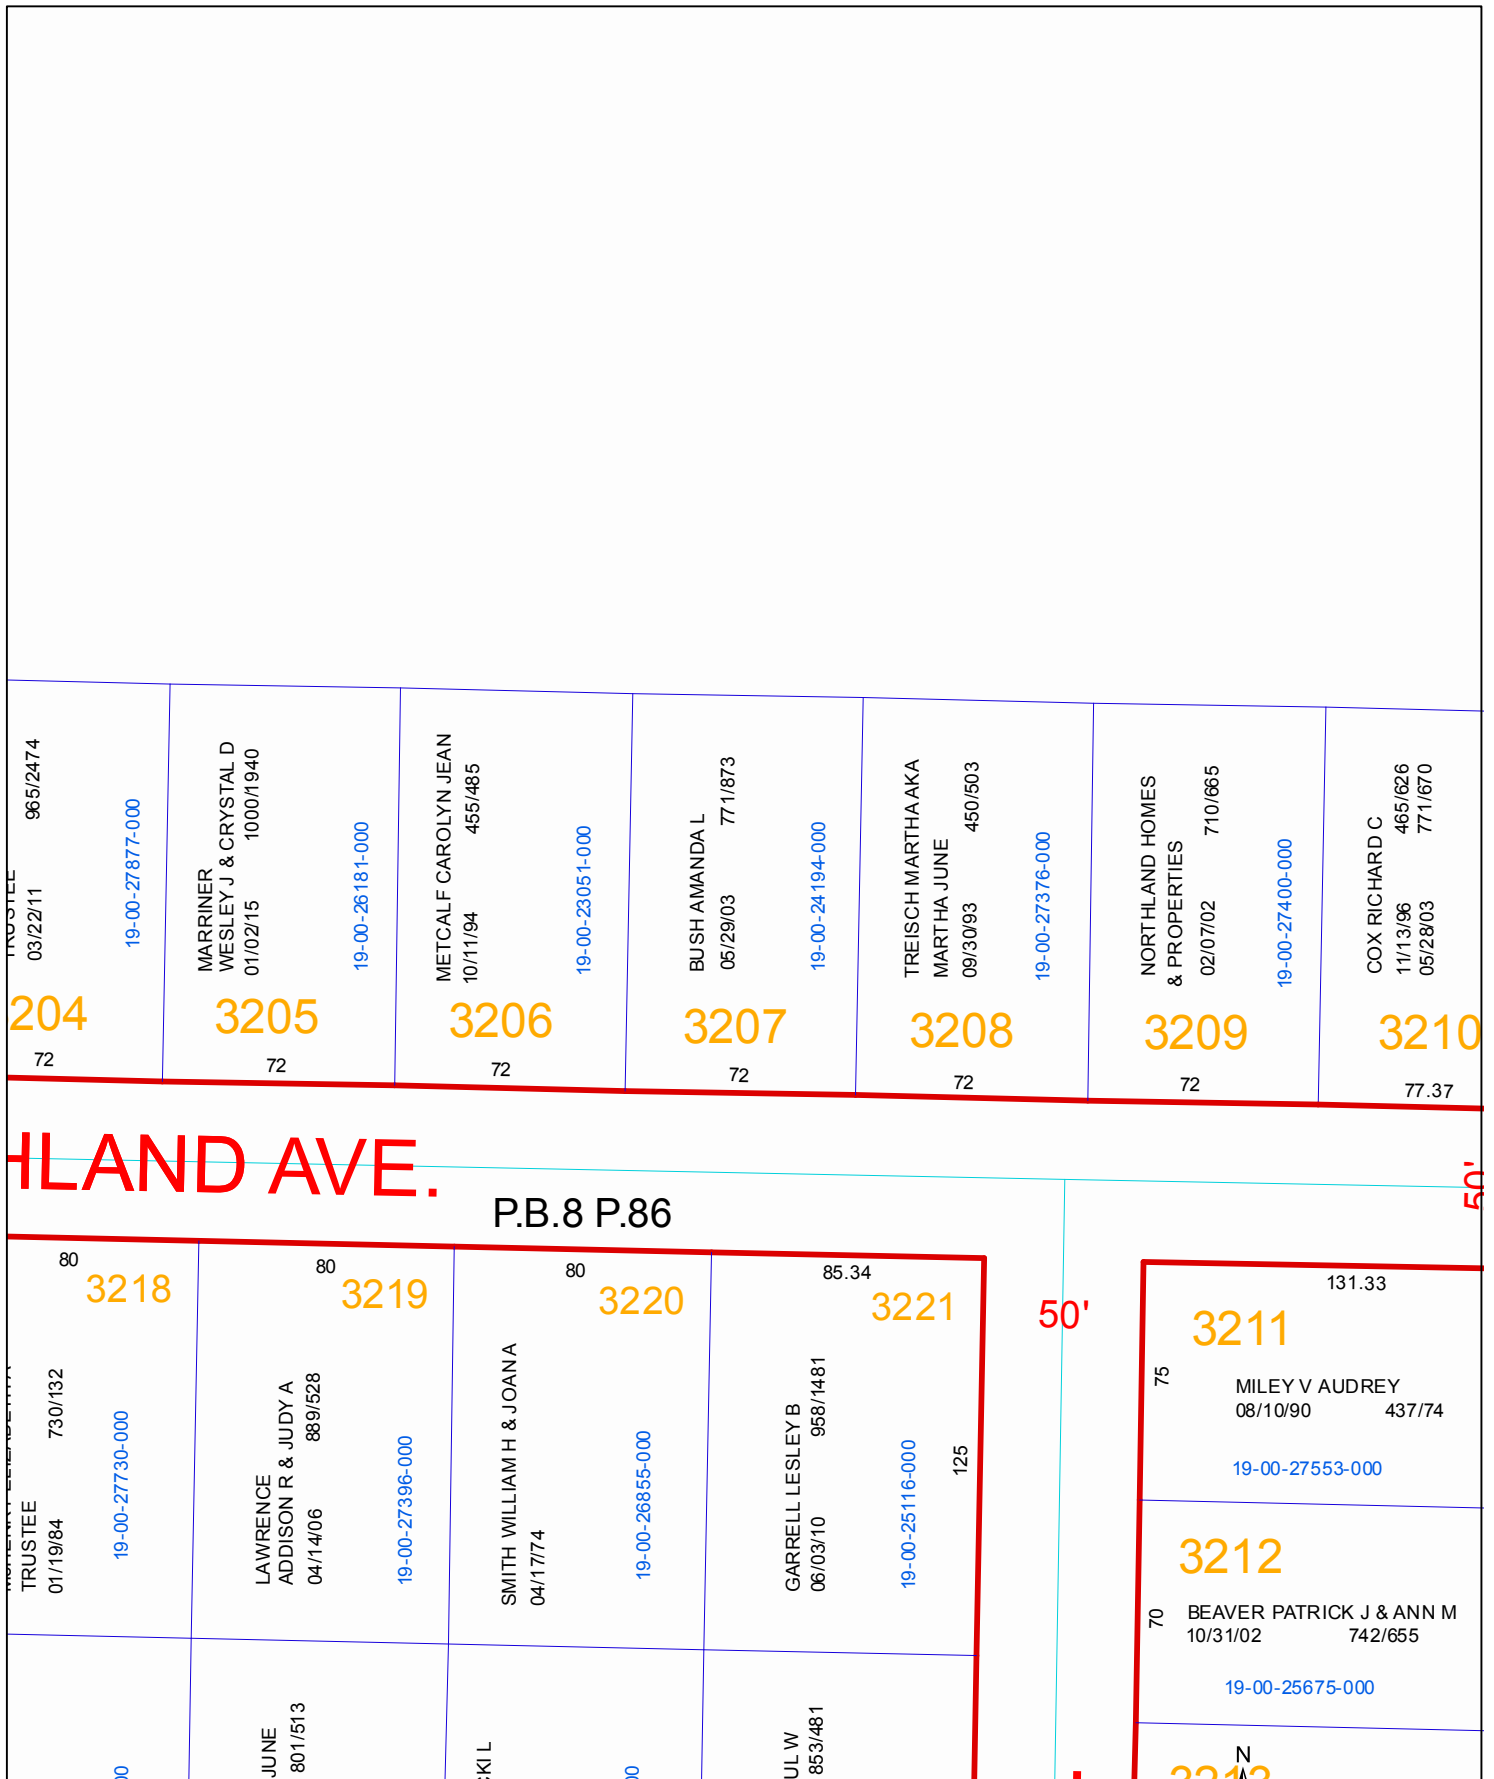 TRUSTEE
03/22/11 965/2474
19-00-27877-000
204
72
MARRINER
WESLEY J & CRYSTAL D
01/02/15 1000/1940
19-00-26181-000
3205
72
METCALF CAROLYN JEAN
10/11/94 455/485
19-00-23051-000
3206
72
BUSH AMANDA L
05/29/03 771/873
19-00-24194-000
3207
72
TREISCH MARTHA AKA
MARTHA JUNE
09/30/93 450/503
19-00-27376-000
3208
72
NORTHLAND HOMES
& PROPERTIES
02/07/02 710/665
19-00-27400-000
3209
72
COX RICHARD C
11/13/96 465/626
05/28/03 771/670
3210
77.37
HLAND AVE.
P.B.8 P.86
50'
80
3218
TRUSTEE
01/19/84 730/132
19-00-27730-000
80
3219
LAWRENCE
ADDISON R & JUDY A
04/14/06 889/528
19-00-27396-000
80
3220
SMITH WILLIAM H & JOAN A
04/17/74
19-00-26855-000
85.34
3221
GARRELL LESLEY B
06/03/10 958/1481
19-00-25116-000
125
50'
131.33
3211
75
MILEY V AUDREY
08/10/90 437/74
19-00-27553-000
3212
70
BEAVER PATRICK J & ANN M
10/31/02 742/655
19-00-25675-000
JUNE
801/513
KI L
UL W
853/481
00
00
N
3213